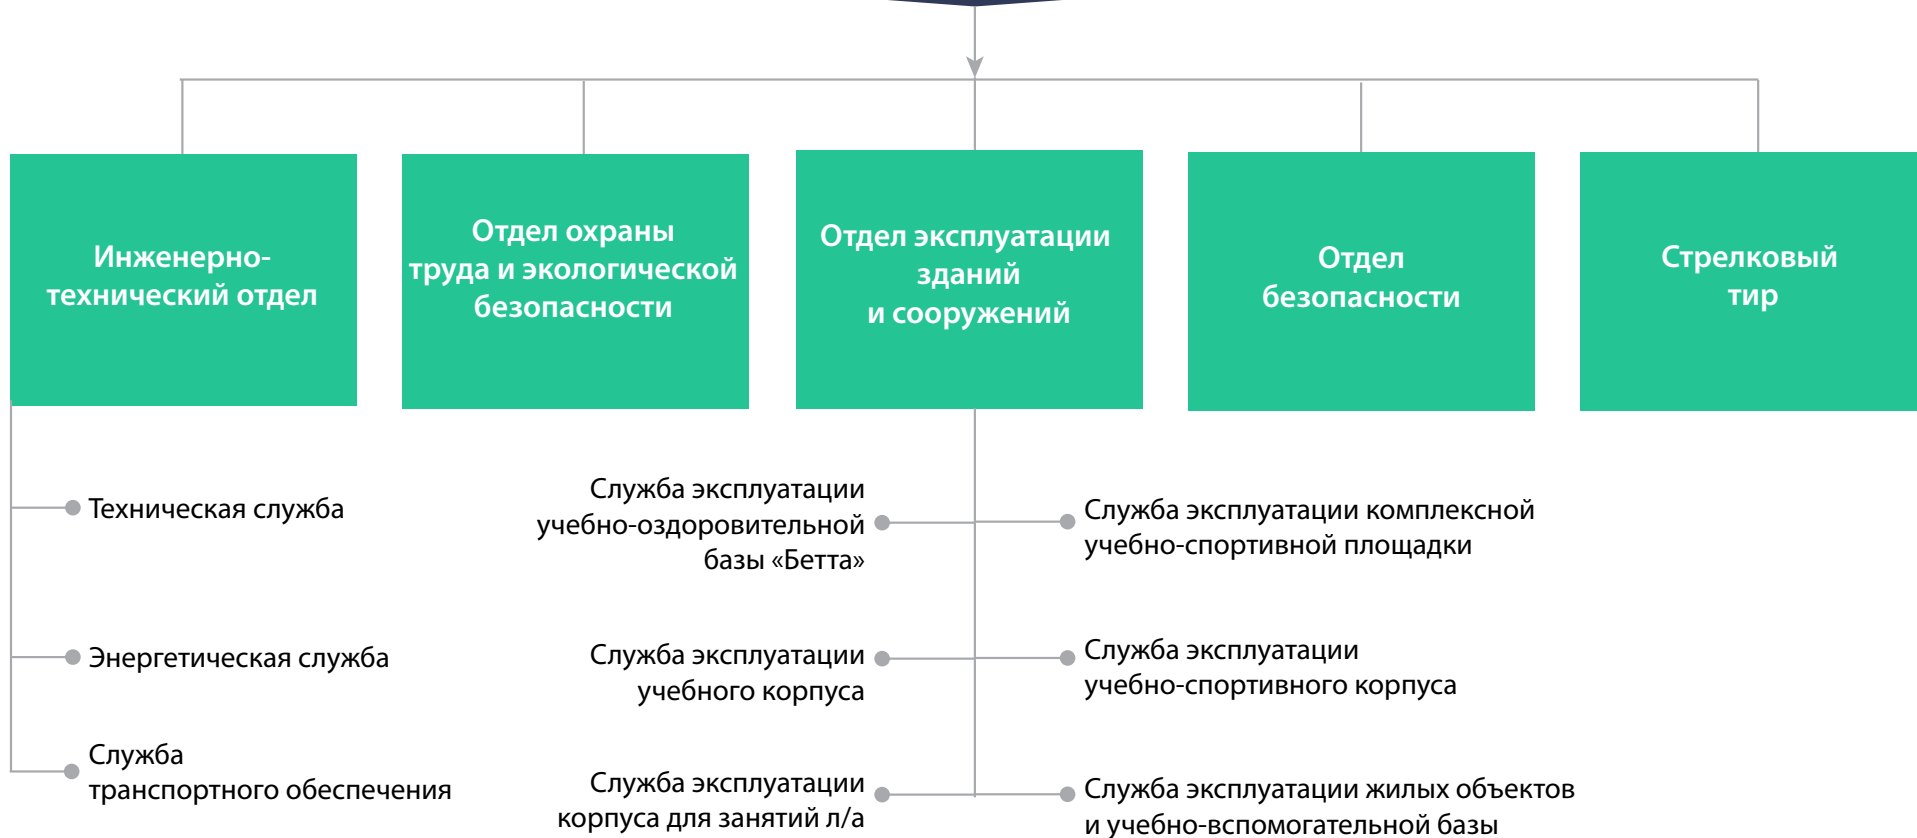 Инженерно-
технический отдел
Отдел охраны
труда и экологической
безопасности
Отдел эксплуатации
зданий
и сооружений
Отдел
безопасности
Стрелковый
тир
Техническая служба
Энергетическая служба
Служба
транспортного обеспечения
Служба эксплуатации
учебно-оздоровительной
базы «Бетта»
Служба эксплуатации
учебного корпуса
Служба эксплуатации
корпуса для занятий л/а
Служба эксплуатации комплексной
учебно-спортивной площадки
Служба эксплуатации
учебно-спортивного корпуса
Служба эксплуатации жилых объектов
и учебно-вспомогательной базы